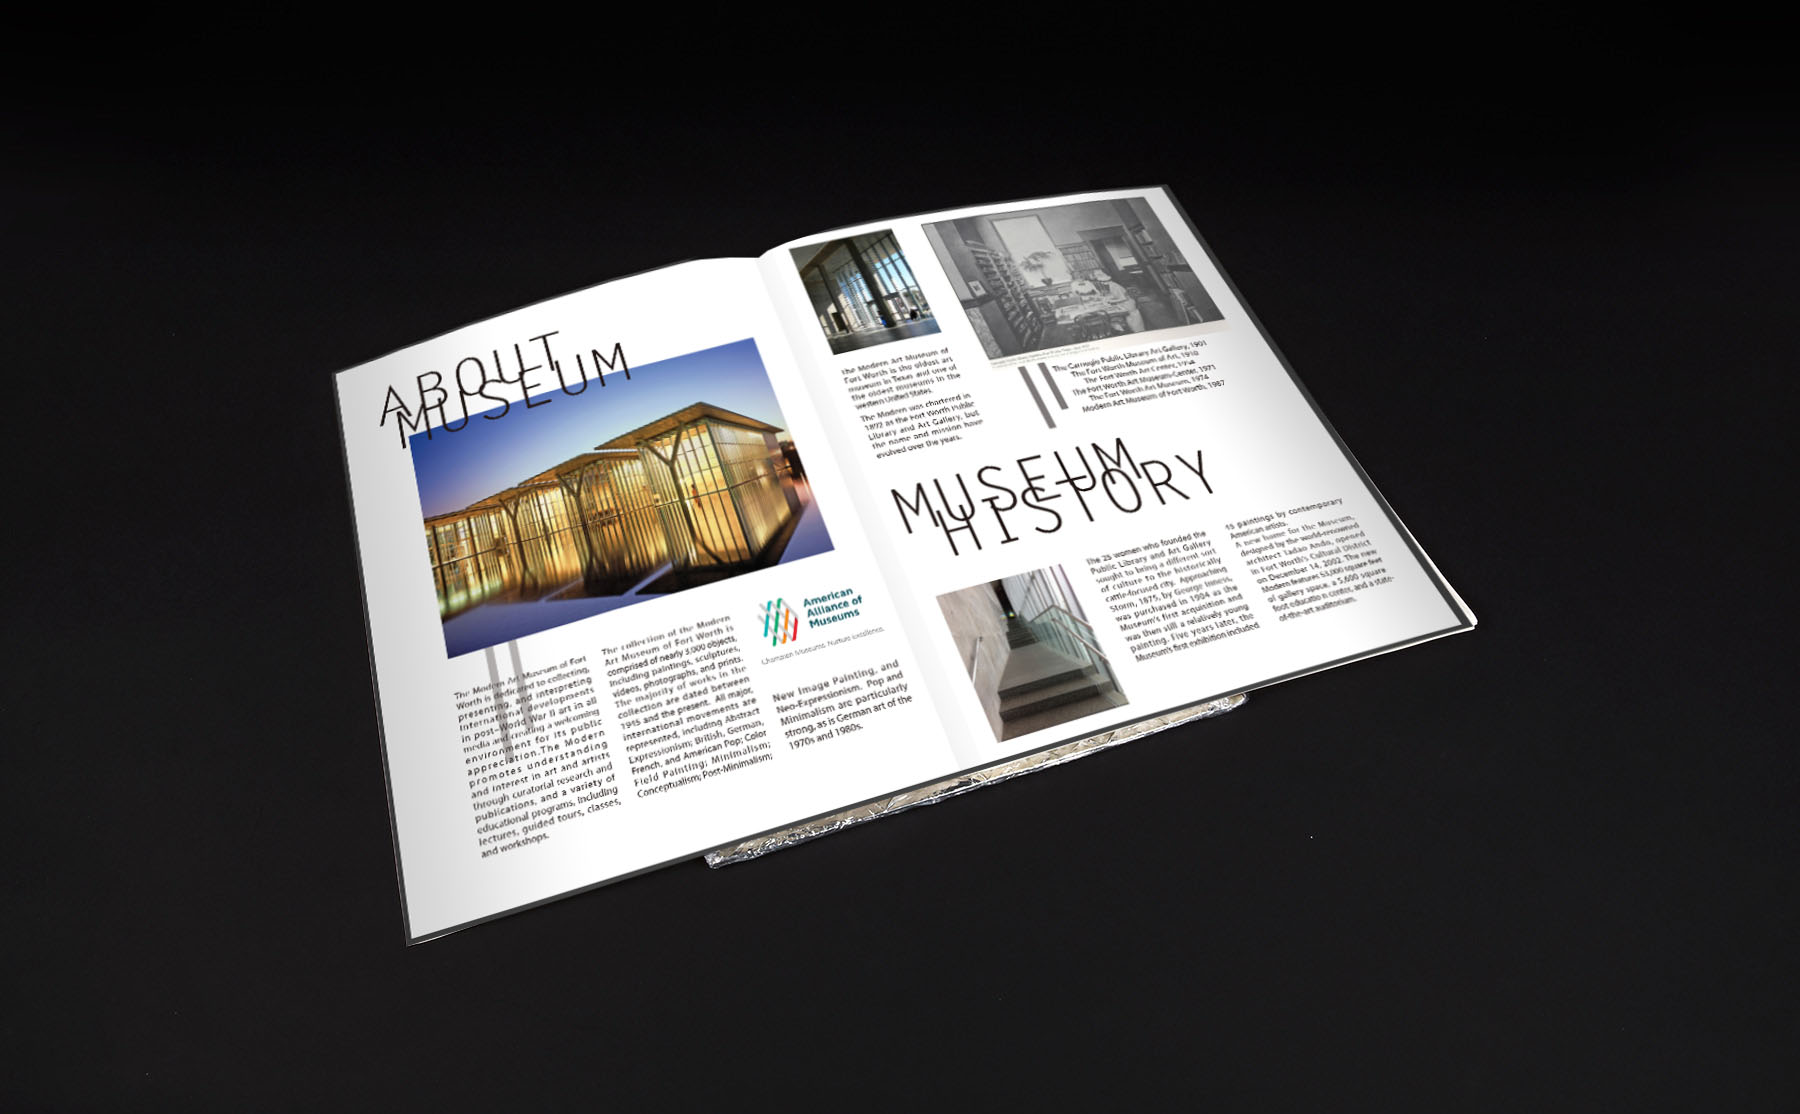 ABOUT
MUSEUM
The Modern Art Museum of Fort
Worth is dedicated to collecting,
presenting, and interpreting
international developments
in post–World War II art in all
media and creating a welcoming
environment for its public
appreciation.The Modern
promotes understanding
and interest in art and artists
through curatorial research and
publications, and a variety of
educational programs, including
lectures, guided tours, classes,
and workshops.
The collection of the Modern
Art Museum of Fort Worth is
comprised of nearly 3,000 objects,
including paintings, sculptures,
videos, photographs, and prints.
The majority of works in the
collection are dated between
1945 and the present. All major,
international movements are
represented, including Abstract
Expressionism; British, German,
French, and American Pop; Color
Field Painting; Minimalism;
Conceptualism; Post-Minimalism;
American
Alliance of
Museums
Champion Museums. Nurture Excellence.
New Image Painting, and
Neo-Expressionism. Pop and
Minimalism are particularly
strong, as is German art of the
1970s and 1980s.
the Modern Art Museum of
Fort Worth is the oldest art
museum in Texas and one of
the oldest museums in the
western United States.
The Modern was chartered in
1892 as the Fort Worth Public
Library and Art Gallery, but
the name and mission have
evolved over the years.
The Carnegie Public Library Art Gallery, 1901
The Fort Worth Museum of Art, 1910
The Fort Worth Art Center, 1954
The Fort Worth Art Museum-Center, 1971
The Fort Worth Art Museum, 1974
Modern Art Museum of Fort Worth, 1987
MUSEUM
HISTORY
The 25 women who founded the
Public Library and Art Gallery
sought to bring a different sort
of culture to the historically
cattle-focused city. Approaching
Storm, 1875, by George Inness,
was purchased in 1904 as the
Museum's first acquisition and
was then still a relatively young
painting. Five years later, the
Museum's first exhibition included
45 paintings by contemporary
American artists.
A new home for the Museum,
designed by the world-renowned
architect Tadao Ando, opened
in Fort Worth's Cultural District
on December 14, 2002. The new
Modern features 53,000 square feet
of gallery space, a 5,600 square
foot education center, and a state-
of-the-art auditorium.